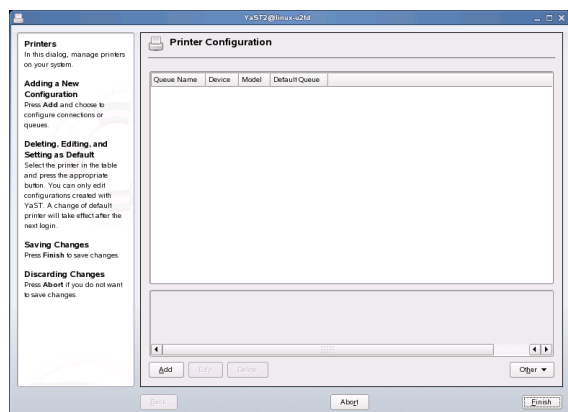 YaST2@linux-u2td
Printers
In this dialog, manage printers
on your system.
Adding a New
Configuration
Press Add and choose to
configure connections or
queues.
Deleting, Editing, and
Setting as Default
Select the printer in the table
and press the appropriate
button. You can only edit
configurations created with
YaST. A change of default
printer will take effect after the
next login.
Saving Changes
Press Finish to save changes.
Discarding Changes
Press Abort if you do not want
to save changes.
Printer Configuration
Queue Name Device Model Default Queue
Add Edit Delete Other
Back Abort Finish